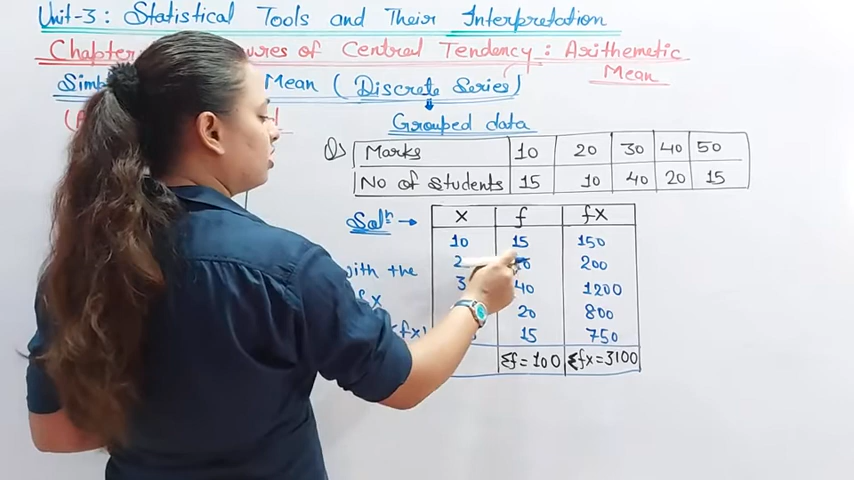 Unit-3: Statistical Tools and Their Interpretation
Chapter ures of Central Tendency: Arithemetic
Mean
Mean (Discrete Series)
Grouped data
Q) Marks 10 20 30 40 50
No of Students 15 10 40 20 15
Solⁿ →
x f fx
10 15 150
200
with the
40 1200
fx
20 800
15 750
Σf=100 Σfx=3100